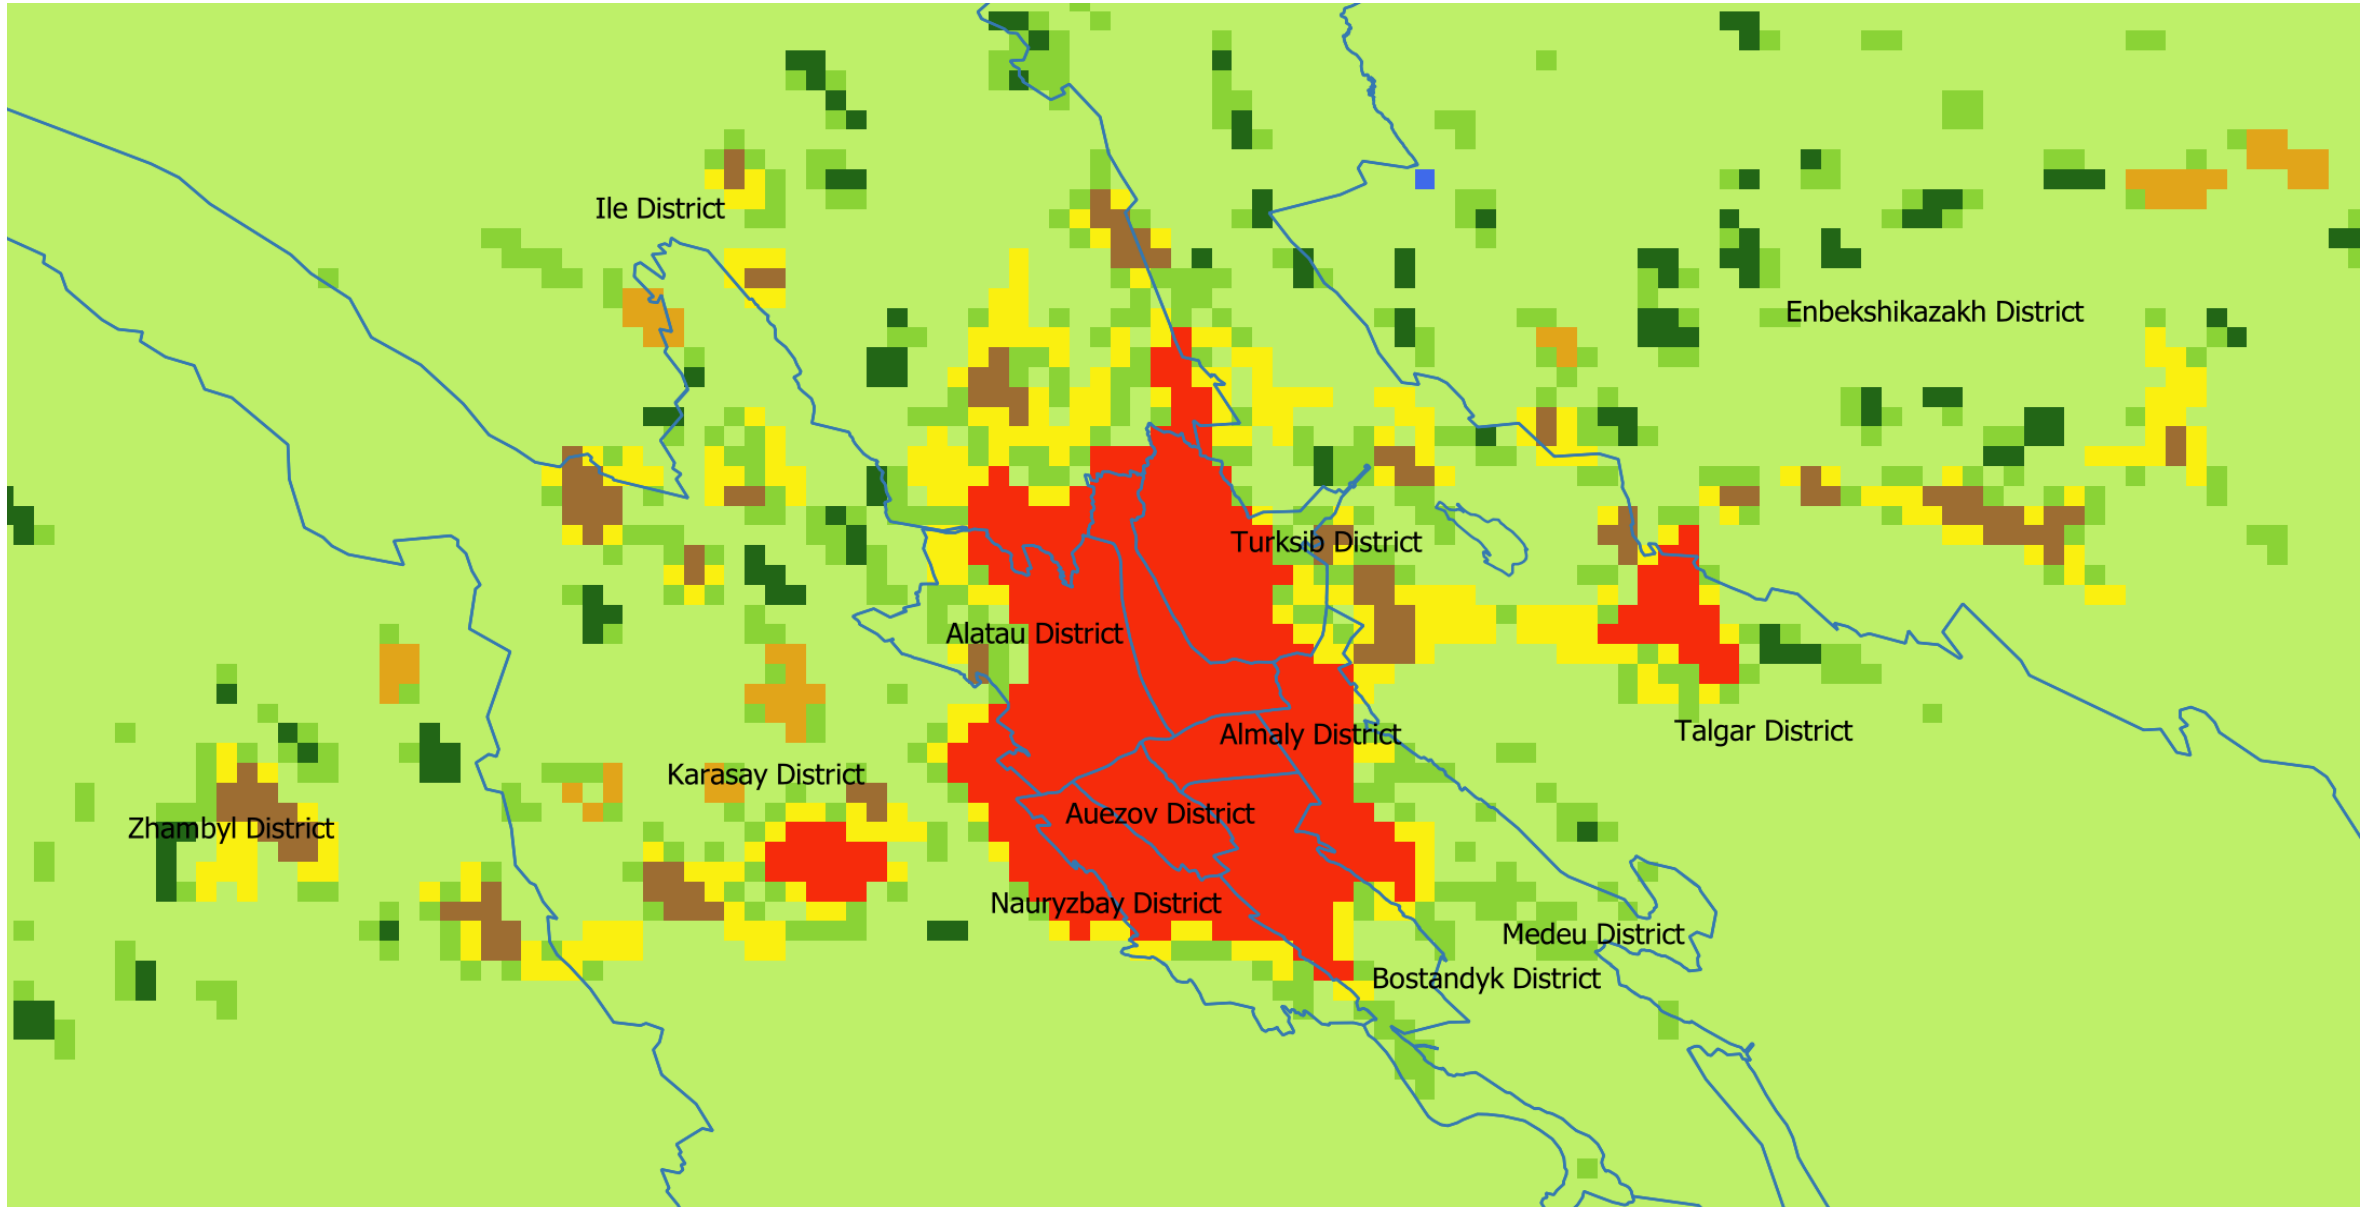 Ile District
Enbekshikazakh District
Turksib District
Alatau District
Talgar District
Almaly District
Karasay District
Auezov District
Zhambyl District
Nauryzbay District
Medeu District
Bostandyk District